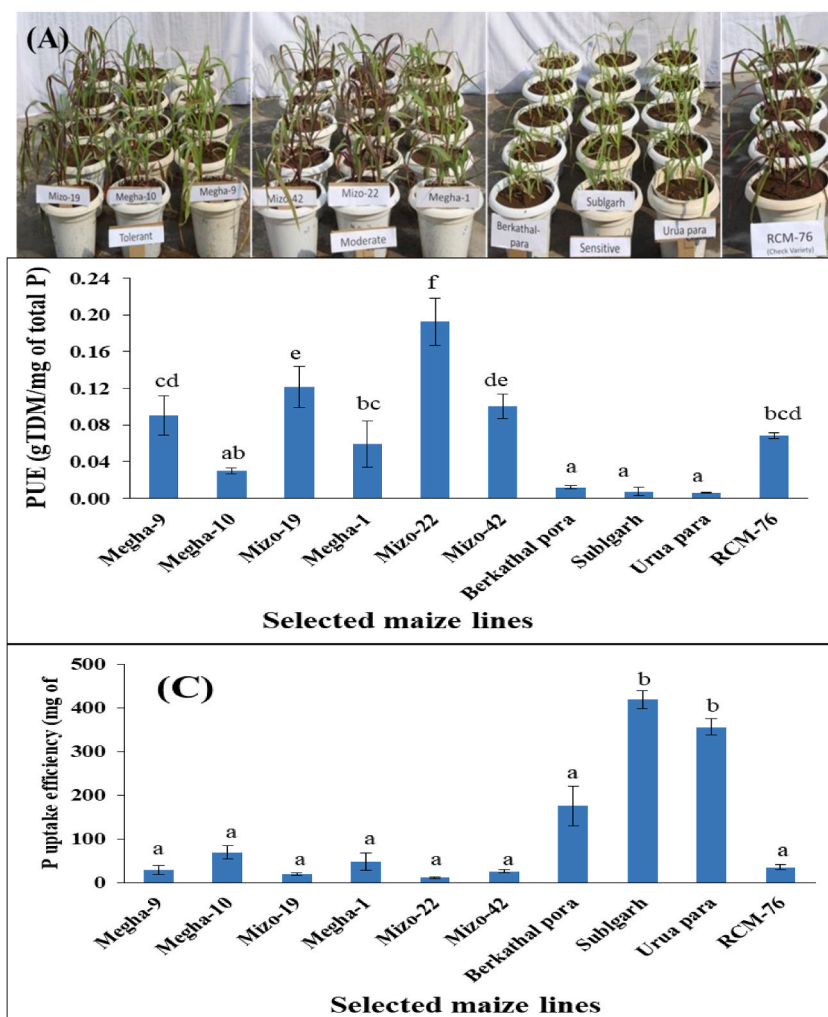 (A)
Mizo-19
Megha-10
Megha-9
Tolerant
Mizo-42
Mizo-22
Megha-1
Moderate
Berkathal-
para
Sublgarh
Urua para
Sensitive
RCM-76
(Check Variety)
PUE (gTDM/mg of total P)
0.24
0.20
0.16
0.12
0.08
0.04
0.00
cd
ab
e
bc
f
de
a
a
a
bcd
Megha-9
Megha-10
Mizo-19
Megha-1
Mizo-22
Mizo-42
Berkathal pora
Sublgarh
Urua para
RCM-76
Selected maize lines
(C)
P uptake efficiency (mg of
500
400
300
200
100
0
a
a
a
a
a
a
a
b
b
a
Megha-9
Megha-10
Mizo-19
Megha-1
Mizo-22
Mizo-42
Berkathal pora
Sublgarh
Urua para
RCM-76
Selected maize lines